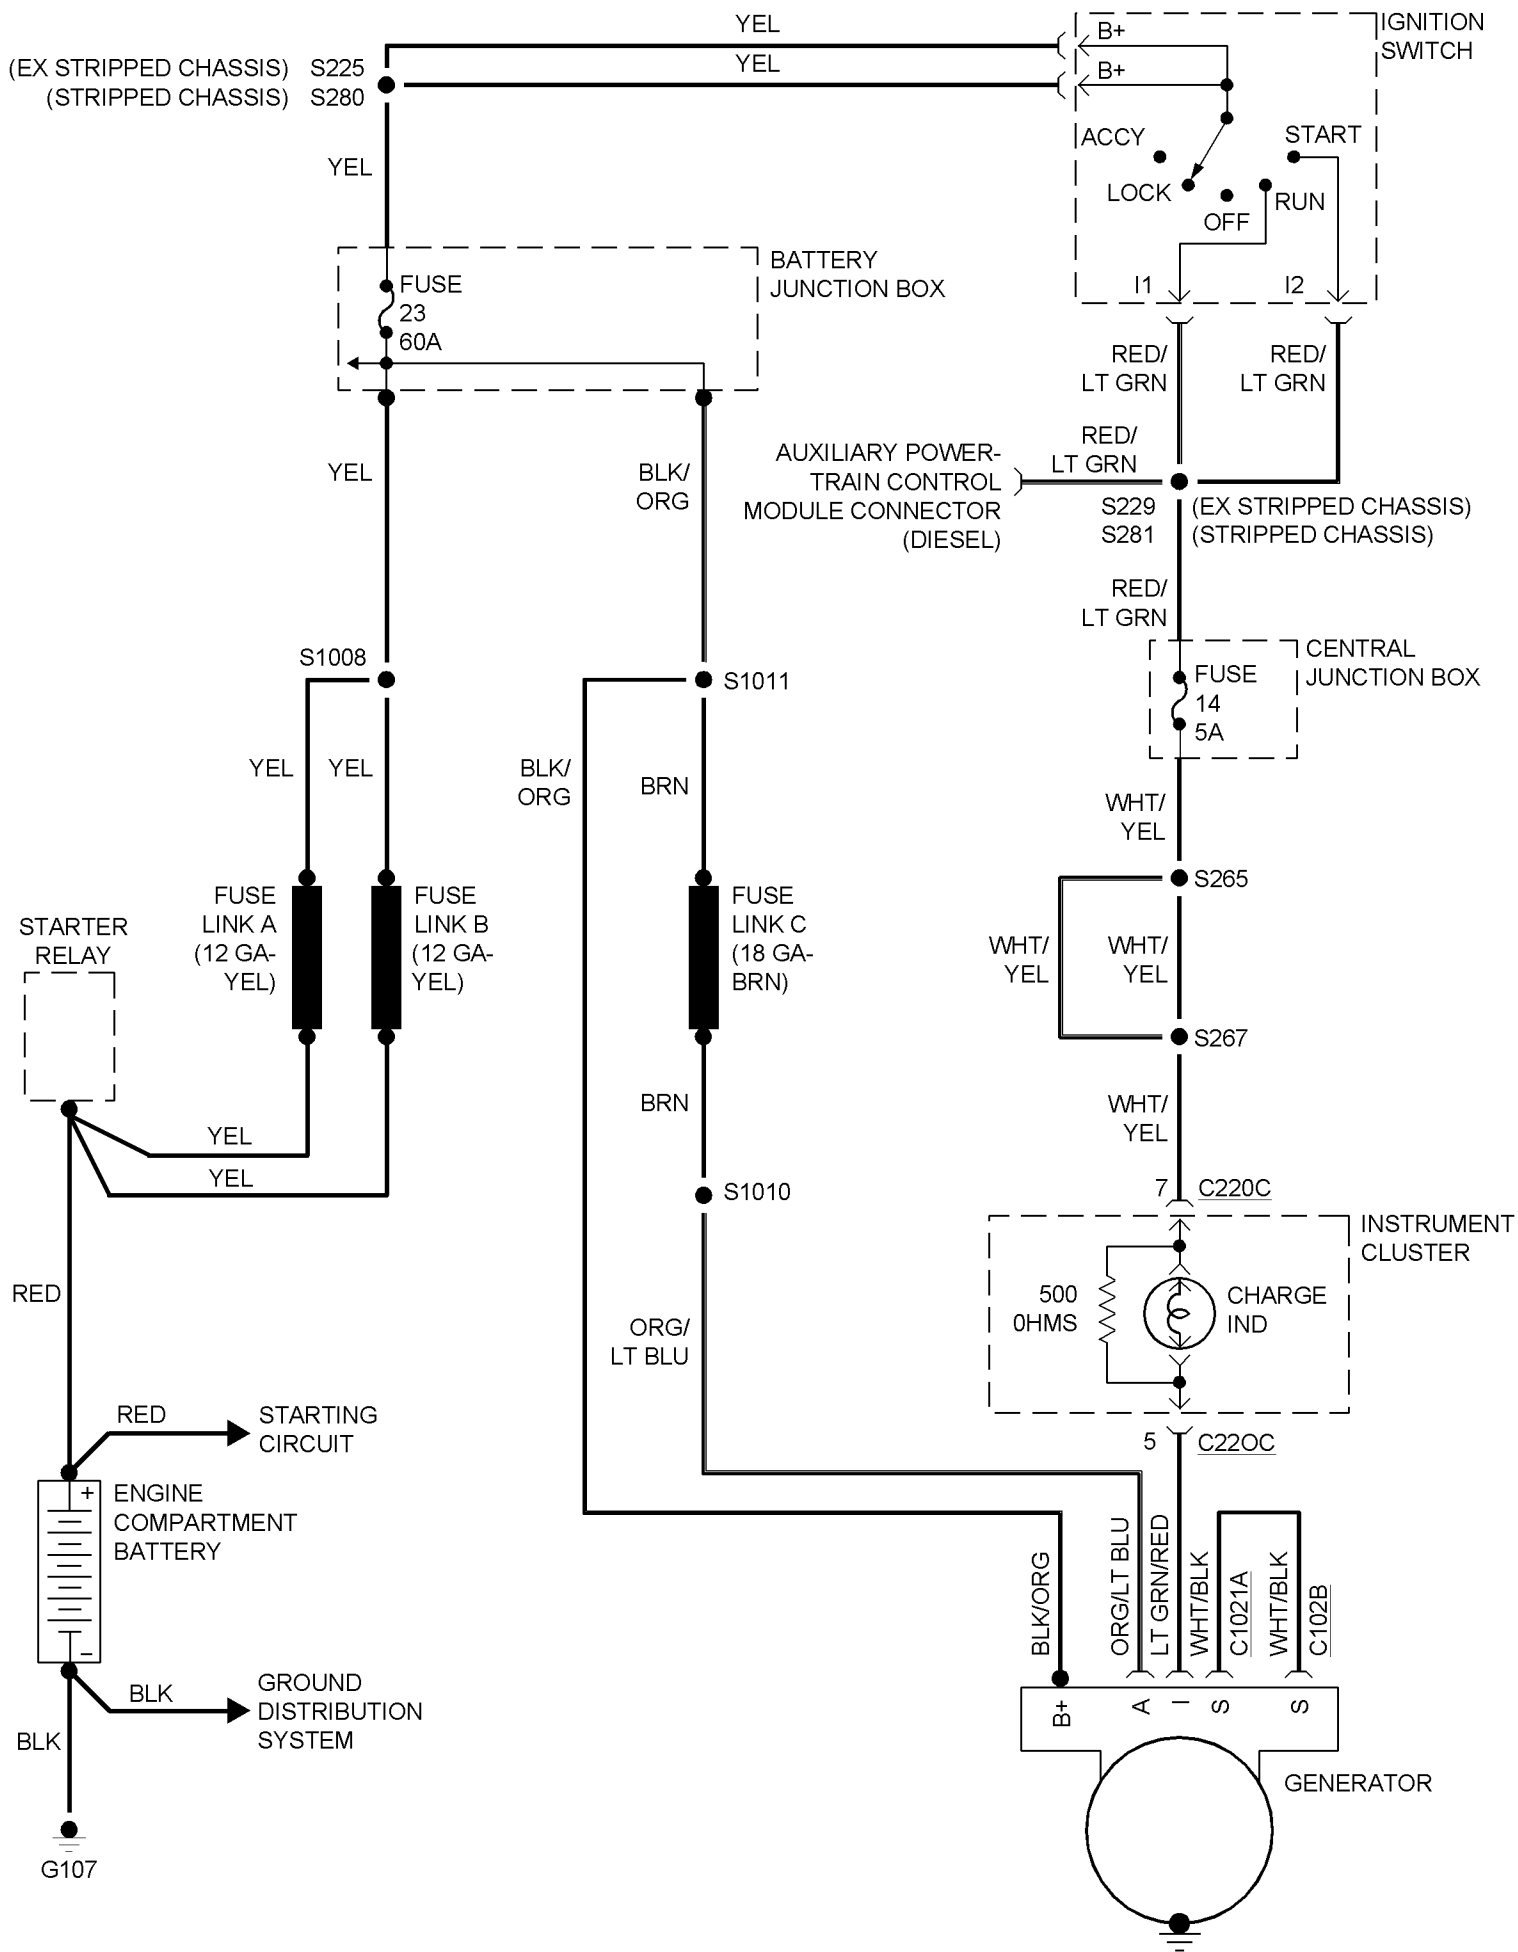 YEL
B+
IGNITION
SWITCH
(EX STRIPPED CHASSIS) S225
(STRIPPED CHASSIS) S280
YEL
B+
ACCY
START
YEL
LOCK
RUN
OFF
BATTERY
JUNCTION BOX
FUSE
23
60A
I1
I2
RED/
LT GRN
RED/
LT GRN
YEL
BLK/
ORG
AUXILIARY POWER-
TRAIN CONTROL
MODULE CONNECTOR
(DIESEL)
RED/
LT GRN
S229 (EX STRIPPED CHASSIS)
S281 (STRIPPED CHASSIS)
RED/
LT GRN
S1008
S1011
CENTRAL
JUNCTION BOX
FUSE
14
5A
YEL
YEL
BLK/
ORG
BRN
WHT/
YEL
S265
STARTER
RELAY
FUSE
LINK A
(12 GA-
YEL)
FUSE
LINK B
(12 GA-
YEL)
FUSE
LINK C
(18 GA-
BRN)
WHT/
YEL
WHT/
YEL
S267
YEL
YEL
BRN
WHT/
YEL
S1010
7
C220C
INSTRUMENT
CLUSTER
RED
ORG/
LT BLU
500
0HMS
CHARGE
IND
RED
STARTING
CIRCUIT
5
C22OC
+
ENGINE
COMPARTMENT
BATTERY
–
BLK/ORG
ORG/LT BLU
LT GRN/RED
WHT/BLK
C1021A
WHT/BLK
C102B
BLK
GROUND
DISTRIBUTION
SYSTEM
BLK
B+
A
I
S
S
GENERATOR
G107